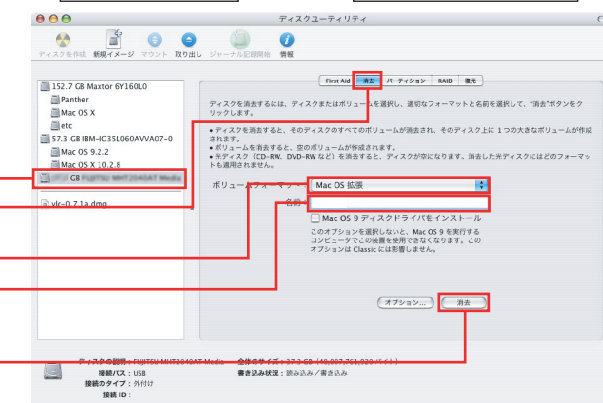 ディスクユーティリティ
ディスクを作成 新規イメージ マウント 取り出し ジャーナル記録開始 情報
152.7 GB Maxtor 6Y160L0
Panther
Mac OS X
etc
57.3 GB IBM-IC35L060AVVA07-0
Mac OS 9.2.2
Mac OS X 10.2.8
GB FUJITSU MHT2040AT Media
vlc-0.7.1a.dmg
First Aid 消去 パーティション RAID 復元
ディスクを消去するには、ディスクまたはボリュームを選択し、適切なフォーマットと名前を選択して、"消去"ボタンをク
リックします。
• ディスクを消去すると、そのディスクのすべてのボリュームが消去され、そのディスク上に 1 つの大きなボリュームが作成
されます。
• ボリュームを消去すると、空のボリュームが作成されます。
• 光ディスク（CD-RW、DVD-RW など）を消去すると、ディスクが空になります。消去した光ディスクにはどのフォーマッ
トも適用されません。
ボリュームフォーマット： Mac OS 拡張
名前：
Mac OS 9 ディスクドライバをインストール
このオプションを選択しないと、Mac OS 9 を実行する
コンピュータでこの装置を使用できなくなります。この
オプションは Classic には影響しません。
オプション... 消去
ディスクの説明：FUJITSU MHT2040AT Media
接続バス：USB
接続のタイプ：外付け
接続 ID：
全体のサイズ：37.3 GB（40,007,761,920 バイト）
書き込み状況：読み込み／書き込み